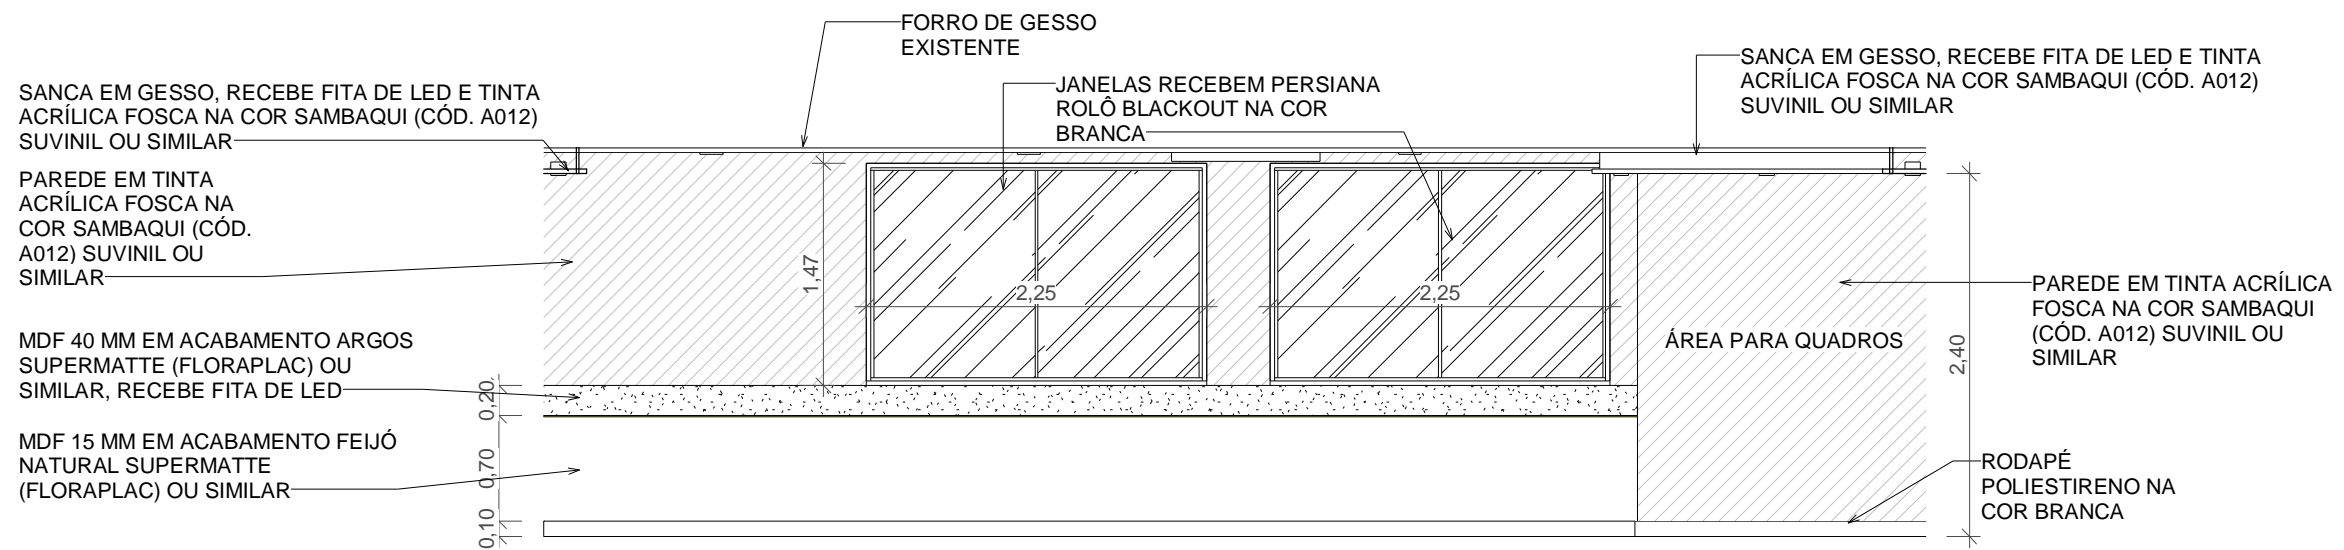 FORRO DE GESSO
EXISTENTE
SANCA EM GESSO, RECEBE FITA DE LED E TINTA
ACRÍLICA FOSCA NA COR SAMBAQUI (CÓD. A012)
SUVINIL OU SIMILAR
JANELAS RECEBEM PERSIANA
ROLÔ BLACKOUT NA COR
BRANCA
SANCA EM GESSO, RECEBE FITA DE LED E TINTA
ACRÍLICA FOSCA NA COR SAMBAQUI (CÓD. A012)
SUVINIL OU SIMILAR
PAREDE EM TINTA
ACRÍLICA FOSCA NA
COR SAMBAQUI (CÓD.
A012) SUVINIL OU
SIMILAR
1,47
2,25
2,25
PAREDE EM TINTA ACRÍLICA
FOSCA NA COR SAMBAQUI
(CÓD. A012) SUVINIL OU
SIMILAR
ÁREA PARA QUADROS
2,40
MDF 40 MM EM ACABAMENTO ARGOS
SUPERMATTE (FLORAPLAC) OU
SIMILAR, RECEBE FITA DE LED
0,20
MDF 15 MM EM ACABAMENTO FEIJÓ
NATURAL SUPERMATTE
(FLORAPLAC) OU SIMILAR
0,70
0,10
RODAPÉ
POLIESTIRENO NA
COR BRANCA